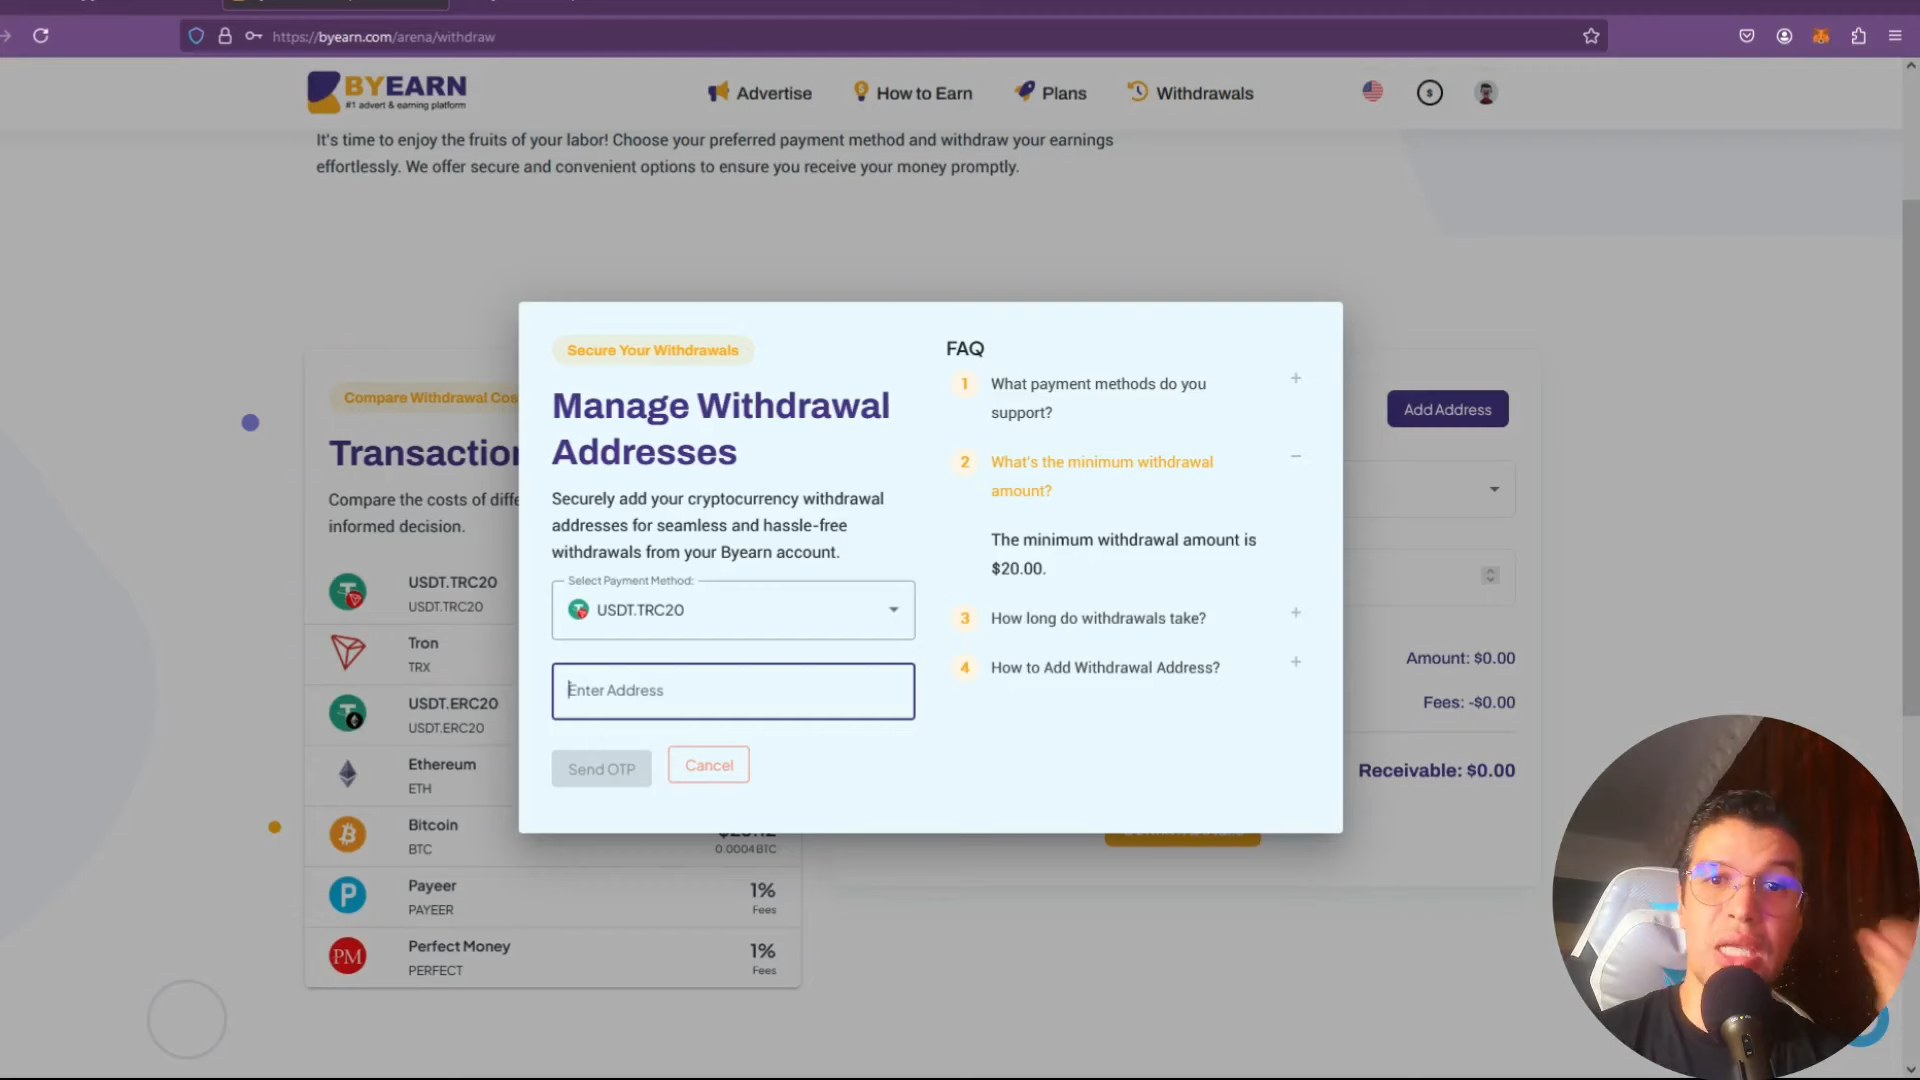 https://byearn.com/arena/withdraw
BYEARN
#1 advert & earning platform
Advertise
How to Earn
Plans
Withdrawals
It's time to enjoy the fruits of your labor! Choose your preferred payment method and withdraw your earnings
effortlessly. We offer secure and convenient options to ensure you receive your money promptly.
Compare Withdrawal Cos
Transaction
Compare the costs of diffe
informed decision.
USDT.TRC20
USDT.TRC20
Tron
TRX
USDT.ERC20
USDT.ERC20
Ethereum
ETH
Bitcoin
BTC
0.0004 BTC
Payeer
PAYEER
1%
Fees
Perfect Money
PERFECT
1%
Fees
PM
Secure Your Withdrawals
Manage Withdrawal
Addresses
Securely add your cryptocurrency withdrawal
addresses for seamless and hassle-free
withdrawals from your Byearn account.
Select Payment Method:
USDT.TRC20
Enter Address
Send OTP
Cancel
FAQ
1 What payment methods do you
support?
2 What's the minimum withdrawal
amount?
The minimum withdrawal amount is
$20.00.
3 How long do withdrawals take?
4 How to Add Withdrawal Address?
Add Address
Amount: $0.00
Fees: -$0.00
Receivable: $0.00